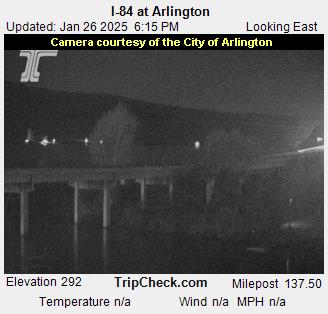 I-84 at Arlington
Updated: Jan 26 2025 6:15 PM Looking East
Camera courtesy of the City of Arlington
Elevation 292 TripCheck.com Milepost 137.50
Temperature n/a Wind n/a MPH n/a